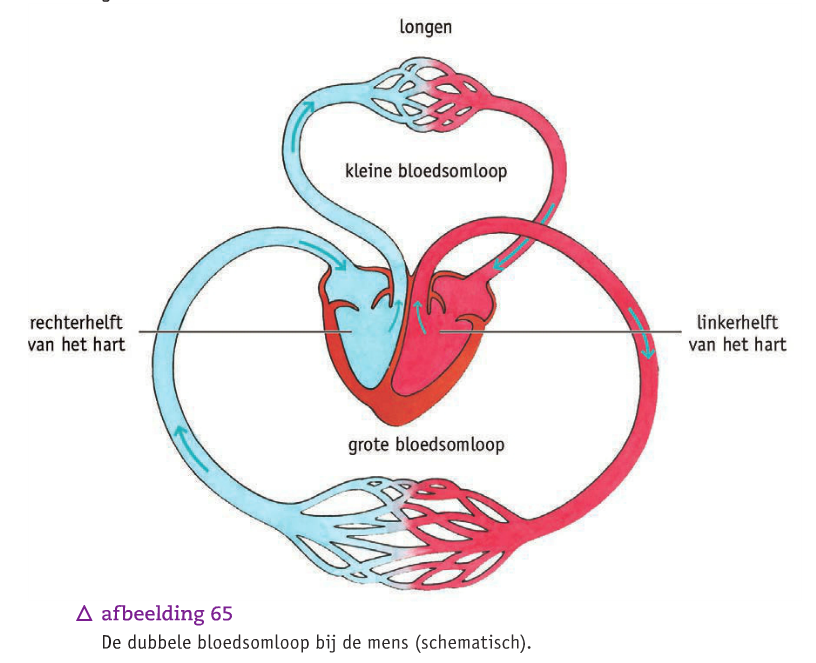 longen
kleine bloedsomloop
rechterhelft
van het hart
linkerhelft
van het hart
grote bloedsomloop
△ afbeelding 65
De dubbele bloedsomloop bij de mens (schematisch).